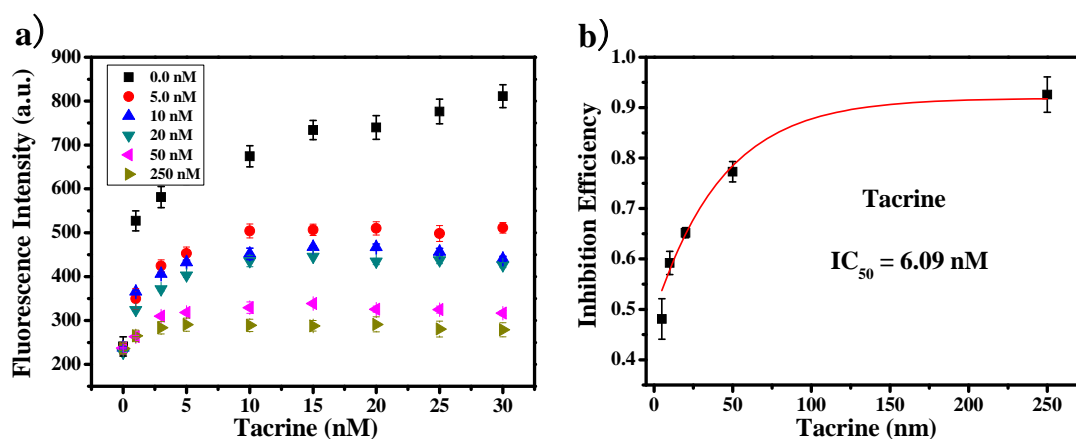 a)
900
800
700
600
500
400
300
200
Fluorescence Intensity (a.u.)
0.0 nM
5.0 nM
10 nM
20 nM
50 nM
250 nM
0 5 10 15 20 25 30
Tacrine (nM)
b)
1.0
0.9
0.8
0.7
0.6
0.5
0.4
Inhibition Efficiency
Tacrine
IC50 = 6.09 nM
0 50 100 150 200 250
Tacrine (nm)